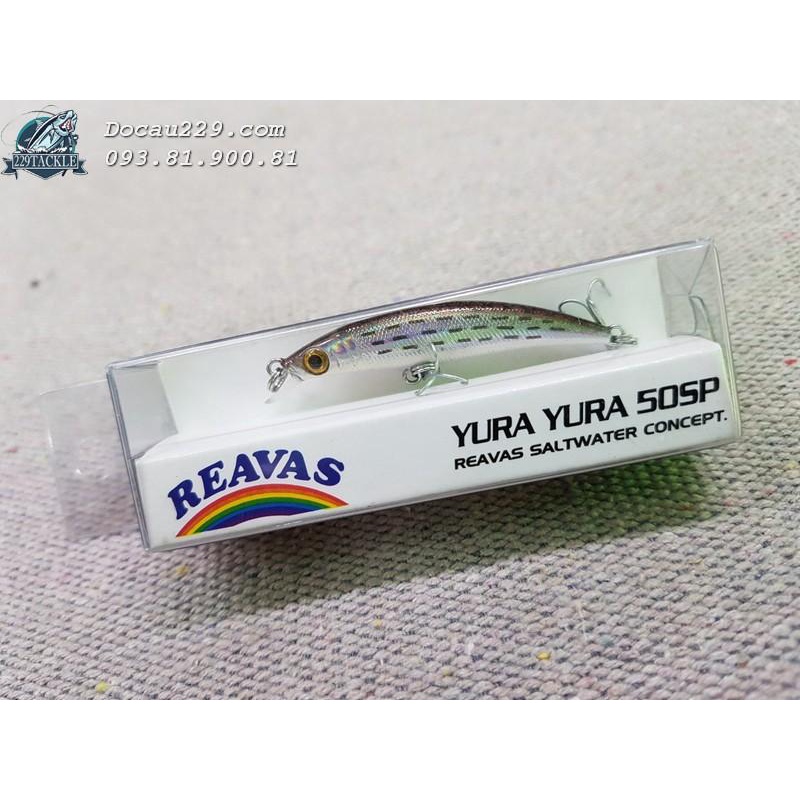 Docau229.com
093.81.900.81
229TACKLE
REAVAS
YURA YURA 50SP
REAVAS SALTWATER CONCEPT.